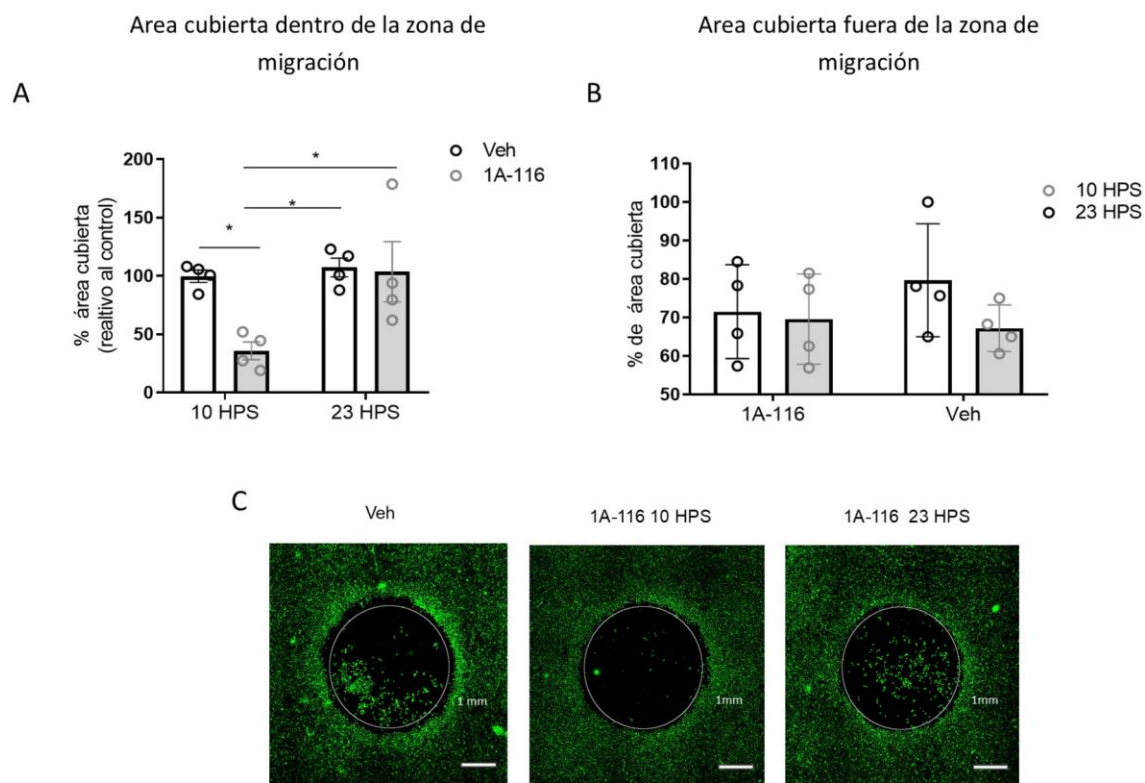 Area cubierta dentro de la zona de
migración
Area cubierta fuera de la zona de
migración
A
% área cubierta
(realtivo al control)
200
150
100
50
0
*
*
*
10 HPS
23 HPS
Veh
1A-116
B
% de área cubierta
110
100
90
80
70
60
50
1A-116
Veh
10 HPS
23 HPS
C
Veh
1A-116 10 HPS
1A-116 23 HPS
1 mm
1mm
1mm